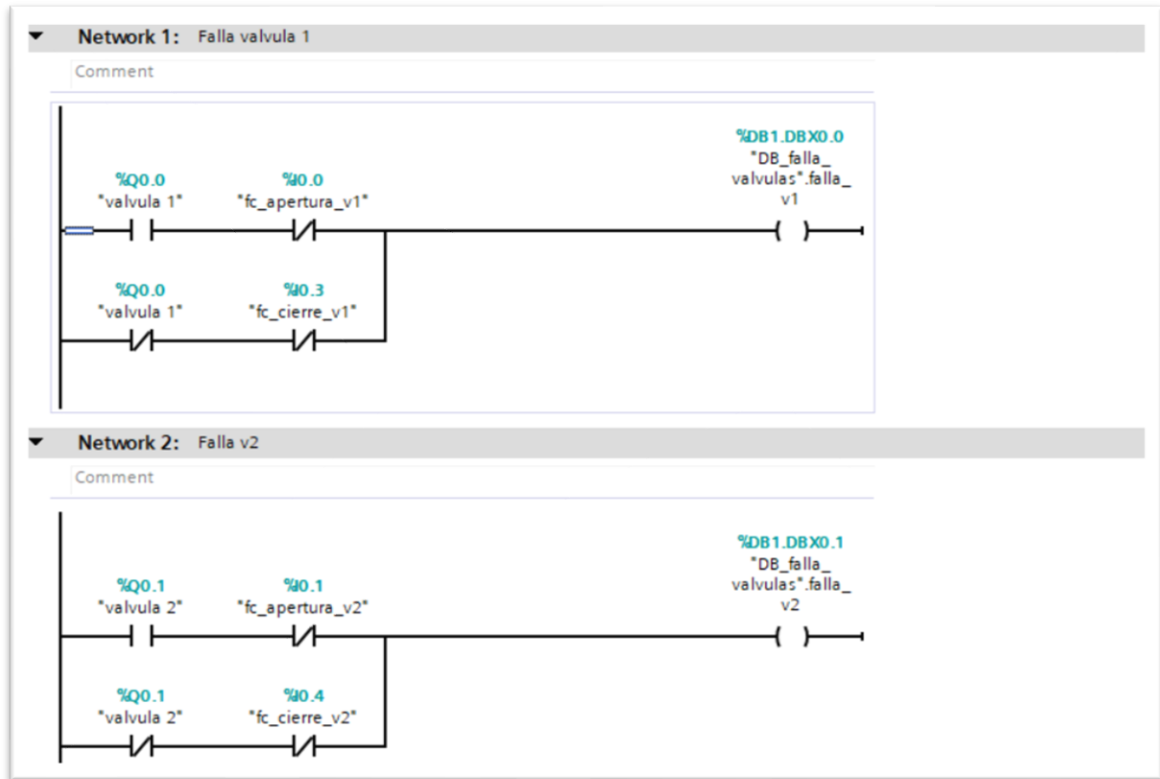 Network 1: Falla valvula 1
Comment
%DB1.DBX0.0
"DB_falla_
valvulas".falla_
v1
%Q0.0
"valvula 1"
%I0.0
"fc_apertura_v1"
%Q0.0
"valvula 1"
%I0.3
"fc_cierre_v1"
Network 2: Falla v2
Comment
%DB1.DBX0.1
"DB_falla_
valvulas".falla_
v2
%Q0.1
"valvula 2"
%I0.1
"fc_apertura_v2"
%Q0.1
"valvula 2"
%I0.4
"fc_cierre_v2"